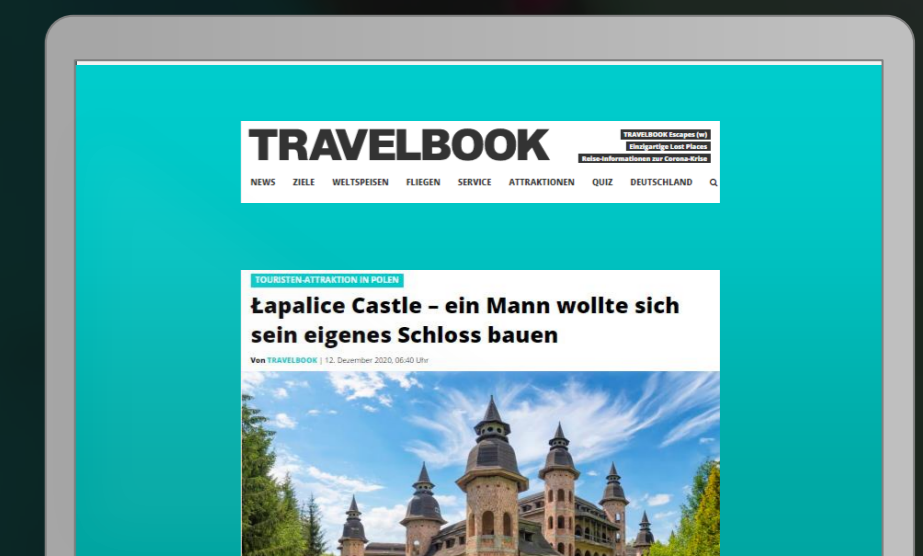 TRAVELBOOK
TRAVELBOOK Escapes (w)
Einzigartige Lost Places
Reise-Informationen zur Corona-Krise
NEWS ZIELE WELTSPEISEN FLIEGEN SERVICE ATTRAKTIONEN QUIZ DEUTSCHLAND
TOURISTEN-ATTRAKTION IN POLEN
Łapalice Castle – ein Mann wollte sich
sein eigenes Schloss bauen
Von TRAVELBOOK | 12. Dezember 2020, 06:40 Uhr